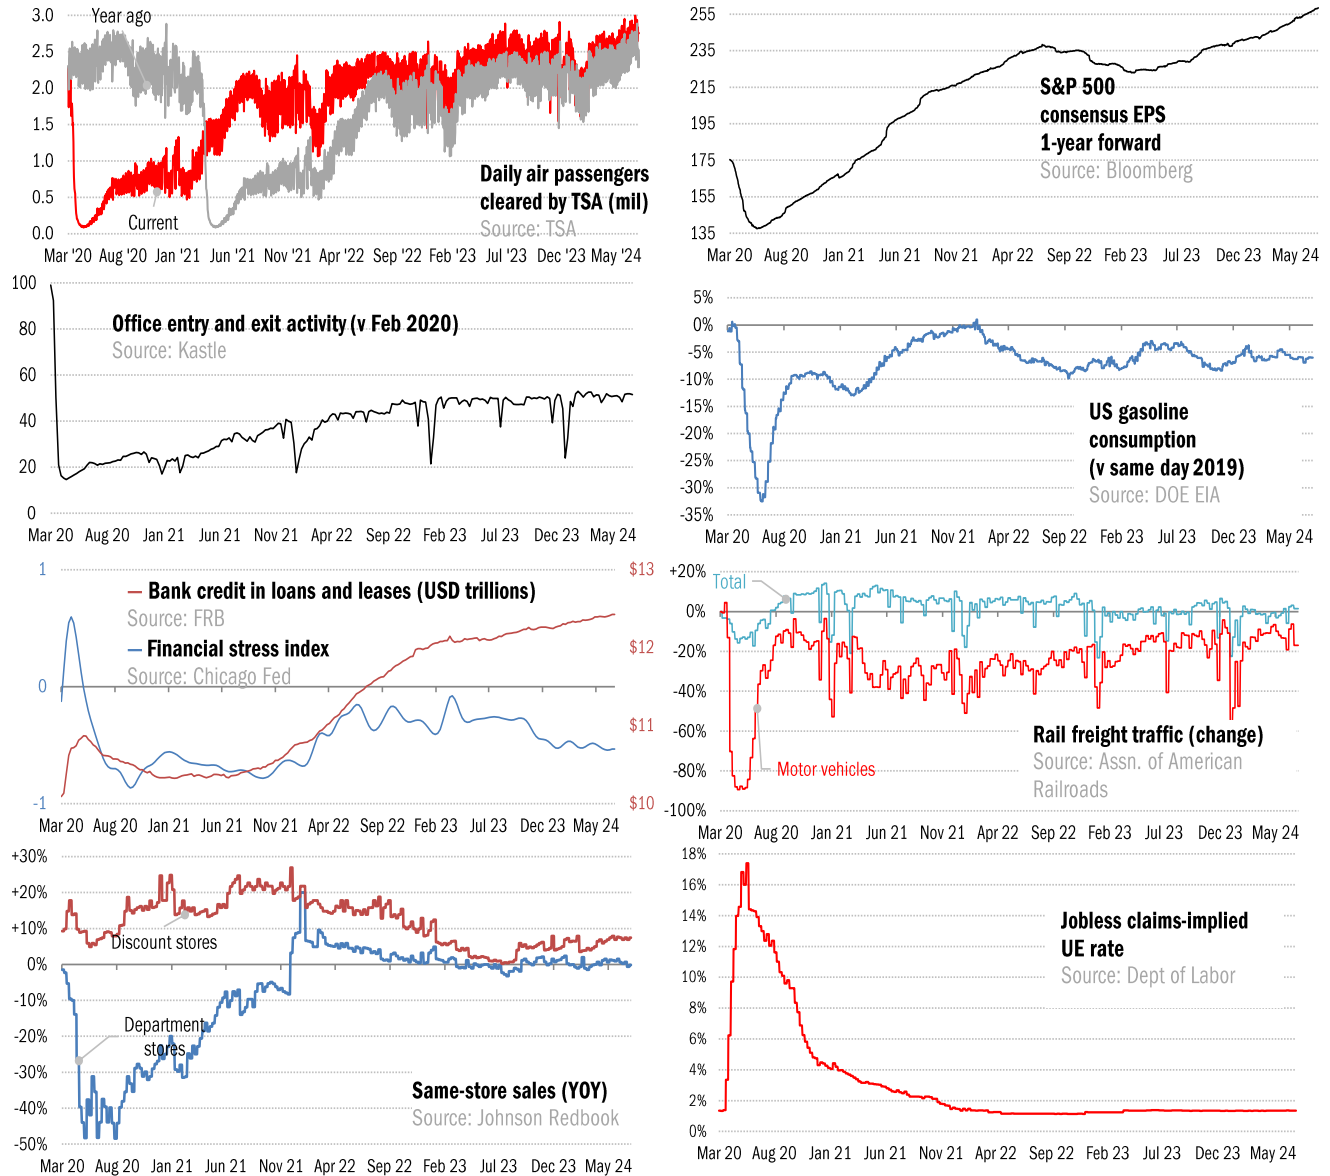 3.0
2.5
2.0
1.5
1.0
0.5
0.0
Year ago
Current
Daily air passengers
cleared by TSA (mil)
Source: TSA
Mar '20 Aug '20 Jan '21 Jun '21 Nov '21 Apr '22 Sep '22 Feb '23 Jul '23 Dec '23 May '24
255
235
215
195
175
155
135
S&P 500
consensus EPS
1-year forward
Source: Bloomberg
Mar 20 Aug 20 Jan 21 Jun 21 Nov 21 Apr 22 Sep 22 Feb 23 Jul 23 Dec 23 May 24
100
80
60
40
20
0
Office entry and exit activity (v Feb 2020)
Source: Kastle
Mar 20 Aug 20 Jan 21 Jun 21 Nov 21 Apr 22 Sep 22 Feb 23 Jul 23 Dec 23 May 24
5%
0%
-5%
-10%
-15%
-20%
-25%
-30%
-35%
US gasoline
consumption
(v same day 2019)
Source: DOE EIA
Mar 20 Aug 20 Jan 21 Jun 21 Nov 21 Apr 22 Sep 22 Feb 23 Jul 23 Dec 23 May 24
1
0
-1
Bank credit in loans and leases (USD trillions)
Source: FRB
Financial stress index
Source: Chicago Fed
$13
$12
$11
$10
Mar 20 Aug 20 Jan 21 Jun 21 Nov 21 Apr 22 Sep 22 Feb 23 Jul 23 Dec 23 May 24
+20%
0%
-20%
-40%
-60%
-80%
-100%
Total
Motor vehicles
Rail freight traffic (change)
Source: Assn. of American
Railroads
Mar 20 Aug 20 Jan 21 Jun 21 Nov 21 Apr 22 Sep 22 Feb 23 Jul 23 Dec 23 May 24
+30%
+20%
+10%
0%
-10%
-20%
-30%
-40%
-50%
Discount stores
Department
stores
Same-store sales (YOY)
Source: Johnson Redbook
Mar 20 Aug 20 Jan 21 Jun 21 Nov 21 Apr 22 Sep 22 Feb 23 Jul 23 Dec 23 May 24
18%
16%
14%
12%
10%
8%
6%
4%
2%
0%
Jobless claims-implied
UE rate
Source: Dept of Labor
Mar 20 Aug 20 Jan 21 Jun 21 Nov 21 Apr 22 Sep 22 Feb 23 Jul 23 Dec 23 May 24